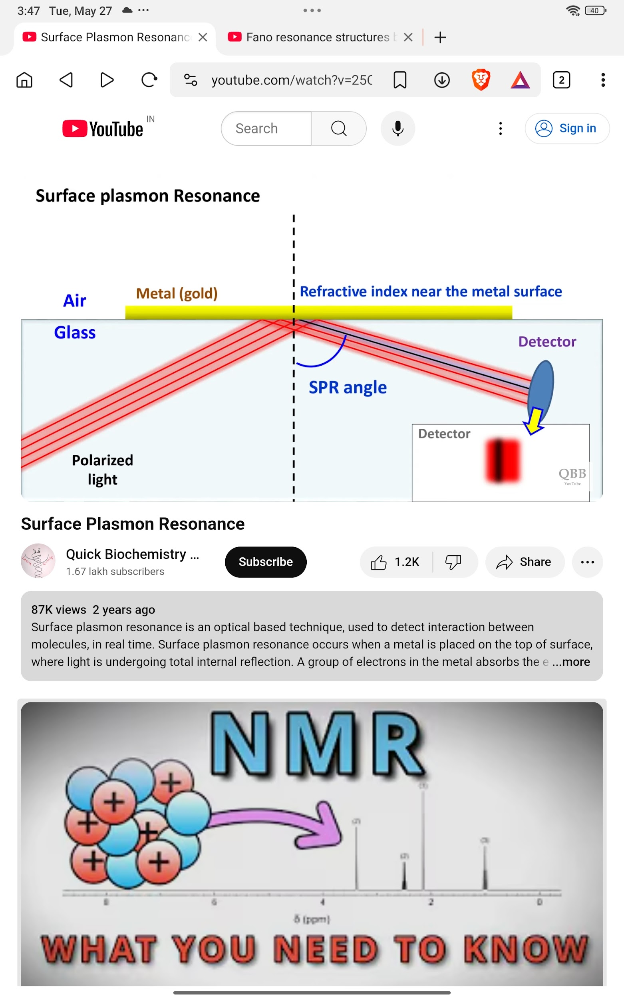 3:47 Tue, May 27
40
Surface Plasmon Resonanc
Fano resonance structures
youtube.com/watch?v=25C
2
YouTube IN
Search
Sign in
Surface plasmon Resonance
Metal (gold)
Refractive index near the metal surface
Air
Glass
Detector
SPR angle
Detector
Polarized
light
QBB
YouTube
Surface Plasmon Resonance
Quick Biochemistry ...
1.67 lakh subscribers
Subscribe
1.2K
Share
87K views 2 years ago
Surface plasmon resonance is an optical based technique, used to detect interaction between
molecules, in real time. Surface plasmon resonance occurs when a metal is placed on the top of surface,
where light is undergoing total internal reflection. A group of electrons in the metal absorbs the e ...more
NMR
8 6 4 2 0
δ (ppm)
WHAT YOU NEED TO KNOW